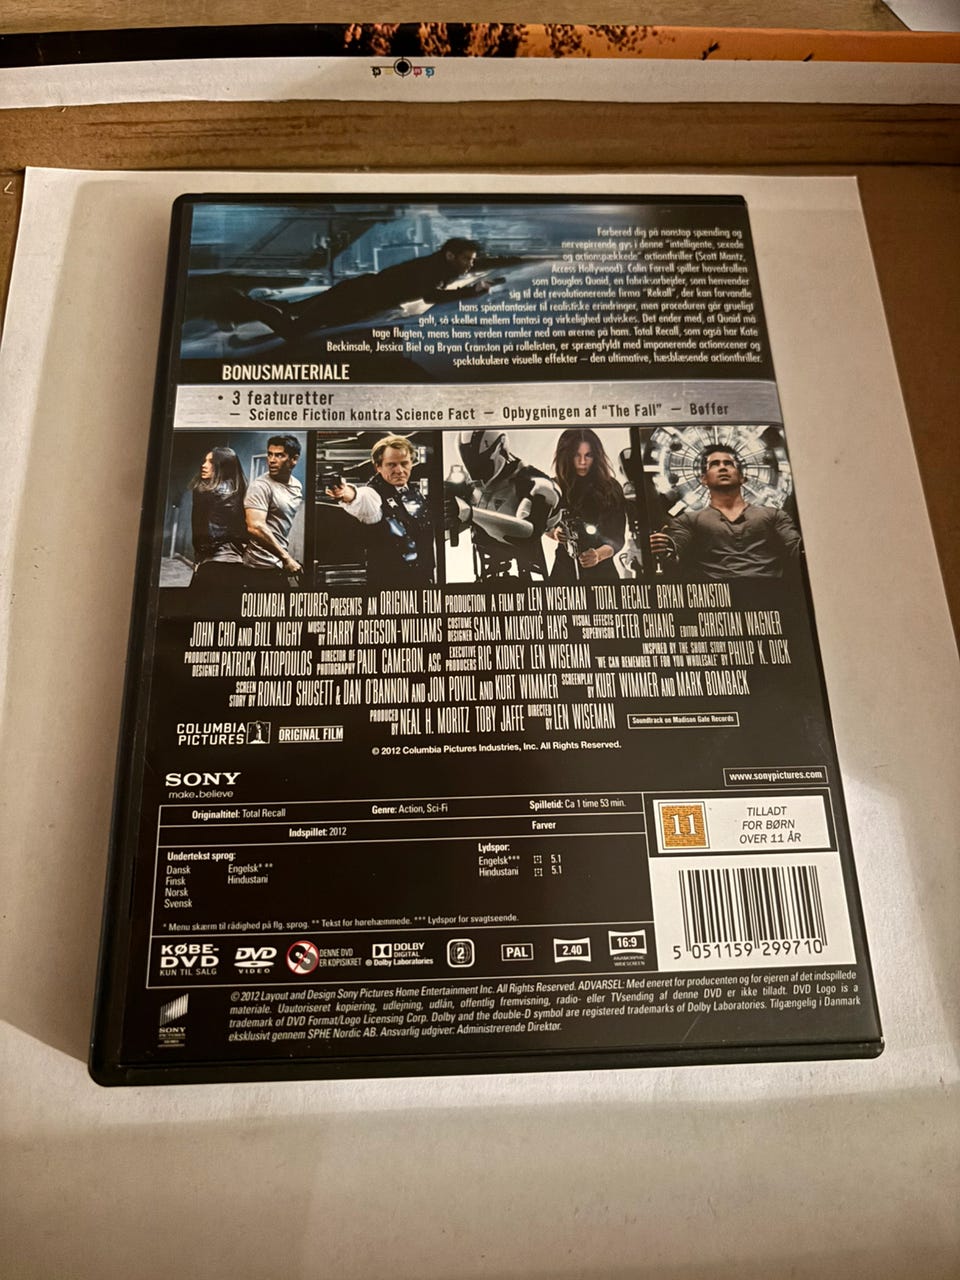 Forbered dig på nonstop spænding og
nervepirrende gys i denne "intelligente, sexede
og actionspækkede" actionthriller (Scott Mantz,
Access Hollywood). Colin Farrell spiller hovedrollen
som Douglas Quaid, en fabriksarbejder, som henvender
sig til det revolutionerende firma "Rekall", der kan forvandle
hans spionfantasier til realistiske erindringer, men proceduren går grueligt
galt, så skellet mellem fantasi og virkelighed udviskes. Det ender med, at Quaid må
tage flugten, mens hans verden ramler ned om ørerne på ham. Total Recall, som også har Kate
Beckinsale, Jessica Biel og Bryan Cranston på rollelisten, er sprængfyldt med imponerende actionscener og
spektakulære visuelle effekter – den ultimative, hæsblæsende actionthriller.
BONUSMATERIALE
• 3 featuretter
– Science Fiction kontra Science Fact – Opbygningen af "The Fall" – Bøffer
COLUMBIA PICTURES PRESENTS AN ORIGINAL FILM PRODUCTION A FILM BY LEN WISEMAN "TOTAL RECALL" BRYAN CRANSTON
JOHN CHO AND BILL NIGHY MUSIC BY HARRY GREGSON-WILLIAMS COSTUME DESIGNER SANJA MILKOVIĆ HAYS VISUAL EFFECTS SUPERVISOR PETER CHIANG EDITOR CHRISTIAN WAGNER
PRODUCTION DESIGNER PATRICK TATOPOULOS DIRECTOR OF PHOTOGRAPHY PAUL CAMERON, ASC EXECUTIVE PRODUCERS RIC KIDNEY LEN WISEMAN INSPIRED BY THE SHORT STORY "WE CAN REMEMBER IT FOR YOU WHOLESALE" BY PHILIP K. DICK
SCREEN STORY BY RONALD SHUSETT & DAN O'BANNON AND JON POVILL AND KURT WIMMER SCREENPLAY BY KURT WIMMER AND MARK BOMBACK
PRODUCED BY NEAL H. MORITZ TOBY JAFFE DIRECTED BY LEN WISEMAN
Soundtrack on Madison Gate Records
COLUMBIA
PICTURES
ORIGINAL FILM
© 2012 Columbia Pictures Industries, Inc. All Rights Reserved.
SONY
make.believe
www.sonypictures.com
Originaltitel: Total Recall
Genre: Action, Sci-Fi
Spilletid: Ca 1 time 53 min.
Indspillet: 2012
Farver
11
TILLADT
FOR BØRN
OVER 11 ÅR
Undertekst sprog:
Dansk Engelsk* **
Finsk Hindustani
Norsk
Svensk
Lydspor:
Engelsk*** 5.1
Hindustani 5.1
* Menu skærm til rådighed på flg. sprog. ** Tekst for hørehæmmede. *** Lydspor for svagtseende.
5 051159 299710
KØBE-
DVD
KUN TIL SALG
DVD
VIDEO
DENNE DVD
ER KOPISIKRET
DOLBY
DIGITAL
Dolby Laboratories
2
PAL
2.40
16:9
ANAMORPHIC
WIDESCREEN
SONY
PICTURES
© 2012 Layout and Design Sony Pictures Home Entertainment Inc. All Rights Reserved. ADVARSEL: Med eneret for producenten og for ejeren af det indspillede
materiale. Uautoriseret kopiering, udlejning, udlån, offentlig fremvisning, radio- eller TVsending af denne DVD er ikke tilladt. DVD Logo is a
trademark of DVD Format/Logo Licensing Corp. Dolby and the double-D symbol are registered trademarks of Dolby Laboratories. Tilgængelig i Danmark
eksklusivt gennem SPHE Nordic AB. Ansvarlig udgiver: Administrerende Direktør.